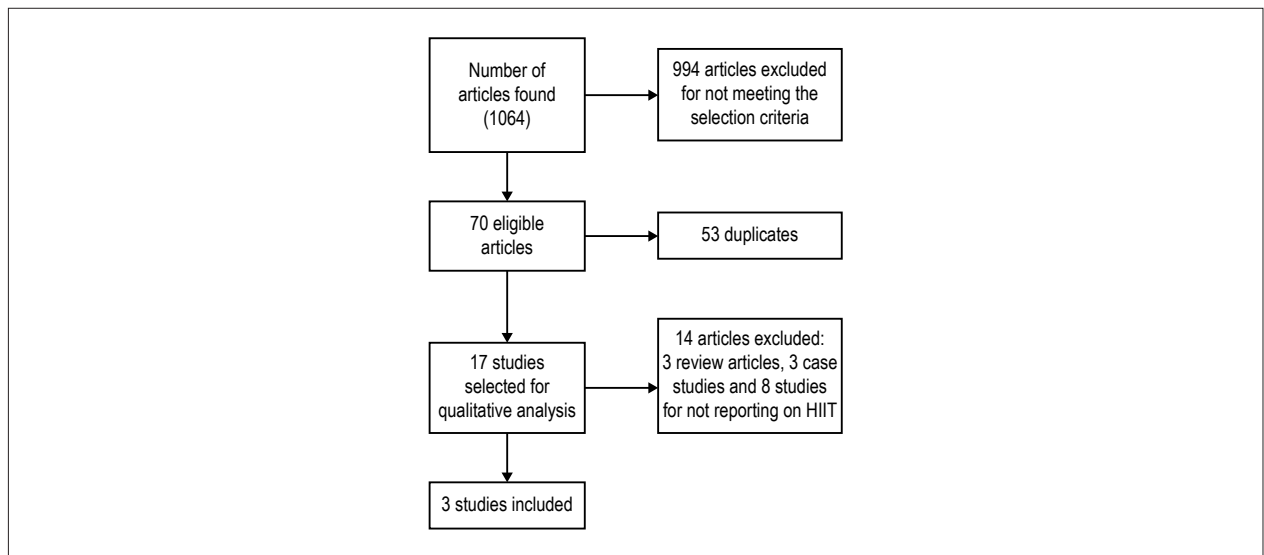 Number of
articles found
(1064)
994 articles excluded
for not meeting the
selection criteria
70 eligible
articles
53 duplicates
17 studies
selected for
qualitative analysis
14 articles excluded:
3 review articles, 3 case
studies and 8 studies
for not reporting on HIIT
3 studies included